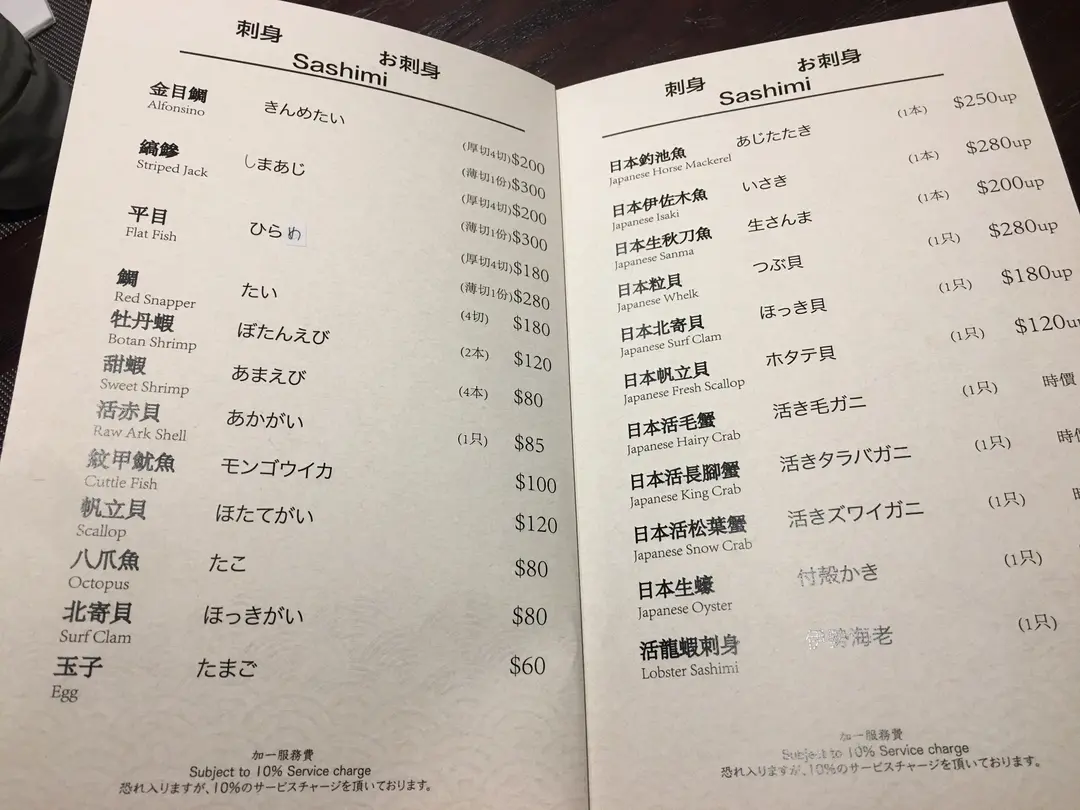 刺身 お刺身
Sashimi
金目鯛 きんめたい (厚切4切)$200
Alfonsino (薄切1份)$300
縞鰺 しまあじ (厚切4切)$200
Striped Jack (薄切1份)$300
平目 ひらめ (厚切4切)$180
Flat Fish (薄切1份)$280
鯛 たい (4切) $180
Red Snapper
牡丹蝦 ぼたんえび (2本) $120
Botan Shrimp
甜蝦 あまえび (4本) $80
Sweet Shrimp
活赤貝 あかがい (1只) $85
Raw Ark Shell
紋甲魷魚 モンゴウイカ $100
Cuttle Fish
帆立貝 ほたてがい $120
Scallop
八爪魚 たこ $80
Octopus
北寄貝 ほっきがい $80
Surf Clam
玉子 たまご $60
Egg
加一服務費
Subject to 10% Service charge
恐れ入りますが、10%のサービスチャージを頂いております。
刺身 お刺身
Sashimi
日本釣池魚 あじたたき (1本) $250up
Japanese Horse Mackerel
日本伊佐木魚 いさき (1本) $280up
Japanese Isaki
日本生秋刀魚 生さんま (1本) $200up
Japanese Sanma
日本粒貝 つぶ貝 (1只) $280up
Japanese Whelk
日本北寄貝 ほっき貝 (1只) $180up
Japanese Surf Clam
日本帆立貝 ホタテ貝 (1只) $120u
Japanese Fresh Scallop
日本活毛蟹 活き毛ガニ (1只) 時價
Japanese Hairy Crab
日本活長腳蟹 活きタラバガニ (1只) 時
Japanese King Crab
日本活松葉蟹 活きズワイガニ (1只)
Japanese Snow Crab
日本生蠔 付殻かき (1只)
Japanese Oyster
活龍蝦刺身 伊勢海老 (1只)
Lobster Sashimi
加一服務費
Subject to 10% Service charge
恐れ入りますが、10%のサービスチャージを頂いております。